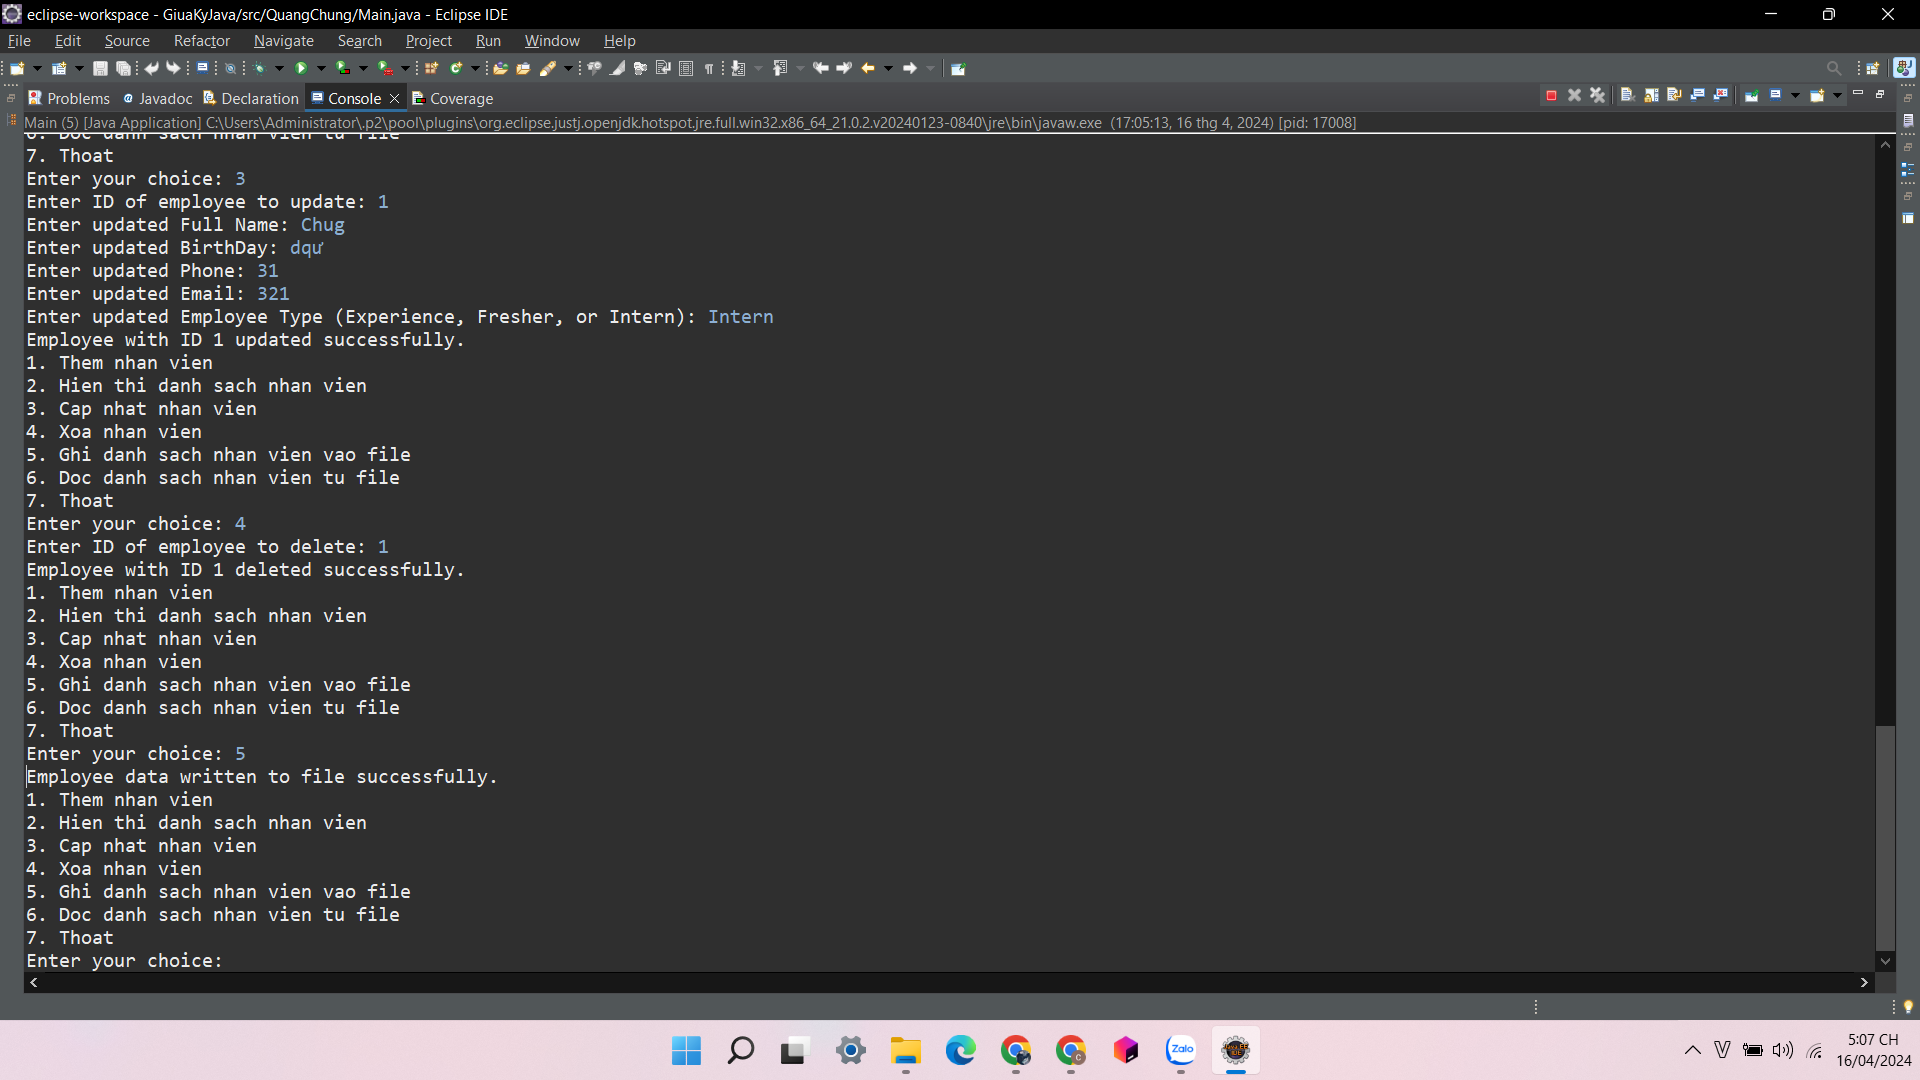 eclipse-workspace - GiuaKyJava/src/QuangChung/Main.java - Eclipse IDE
File Edit Source Refactor Navigate Search Project Run Window Help
Problems Javadoc Declaration Console Coverage
Main (5) [Java Application] C:\Users\Administrator\.p2\pool\plugins\org.eclipse.justj.openjdk.hotspot.jre.full.win32.x86_64_21.0.2.v20240123-0840\jre\bin\javaw.exe (17:05:13, 16 thg 4, 2024) [pid: 17008]
6. Doc danh sach nhan vien tu file
7. Thoat
Enter your choice: 3
Enter ID of employee to update: 1
Enter updated Full Name: Chug
Enter updated BirthDay: dqư
Enter updated Phone: 31
Enter updated Email: 321
Enter updated Employee Type (Experience, Fresher, or Intern): Intern
Employee with ID 1 updated successfully.
1. Them nhan vien
2. Hien thi danh sach nhan vien
3. Cap nhat nhan vien
4. Xoa nhan vien
5. Ghi danh sach nhan vien vao file
6. Doc danh sach nhan vien tu file
7. Thoat
Enter your choice: 4
Enter ID of employee to delete: 1
Employee with ID 1 deleted successfully.
1. Them nhan vien
2. Hien thi danh sach nhan vien
3. Cap nhat nhan vien
4. Xoa nhan vien
5. Ghi danh sach nhan vien vao file
6. Doc danh sach nhan vien tu file
7. Thoat
Enter your choice: 5
Employee data written to file successfully.
1. Them nhan vien
2. Hien thi danh sach nhan vien
3. Cap nhat nhan vien
4. Xoa nhan vien
5. Ghi danh sach nhan vien vao file
6. Doc danh sach nhan vien tu file
7. Thoat
Enter your choice:
Zalo
5:07 CH
16/04/2024